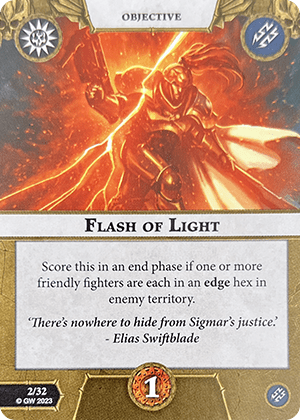 OBJECTIVE
FLASH OF LIGHT
Score this in an end phase if one or more
friendly fighters are each in an edge hex in
enemy territory.
'There's nowhere to hide from Sigmar's justice.'
- Elias Swiftblade
2/32
© GW 2023
1